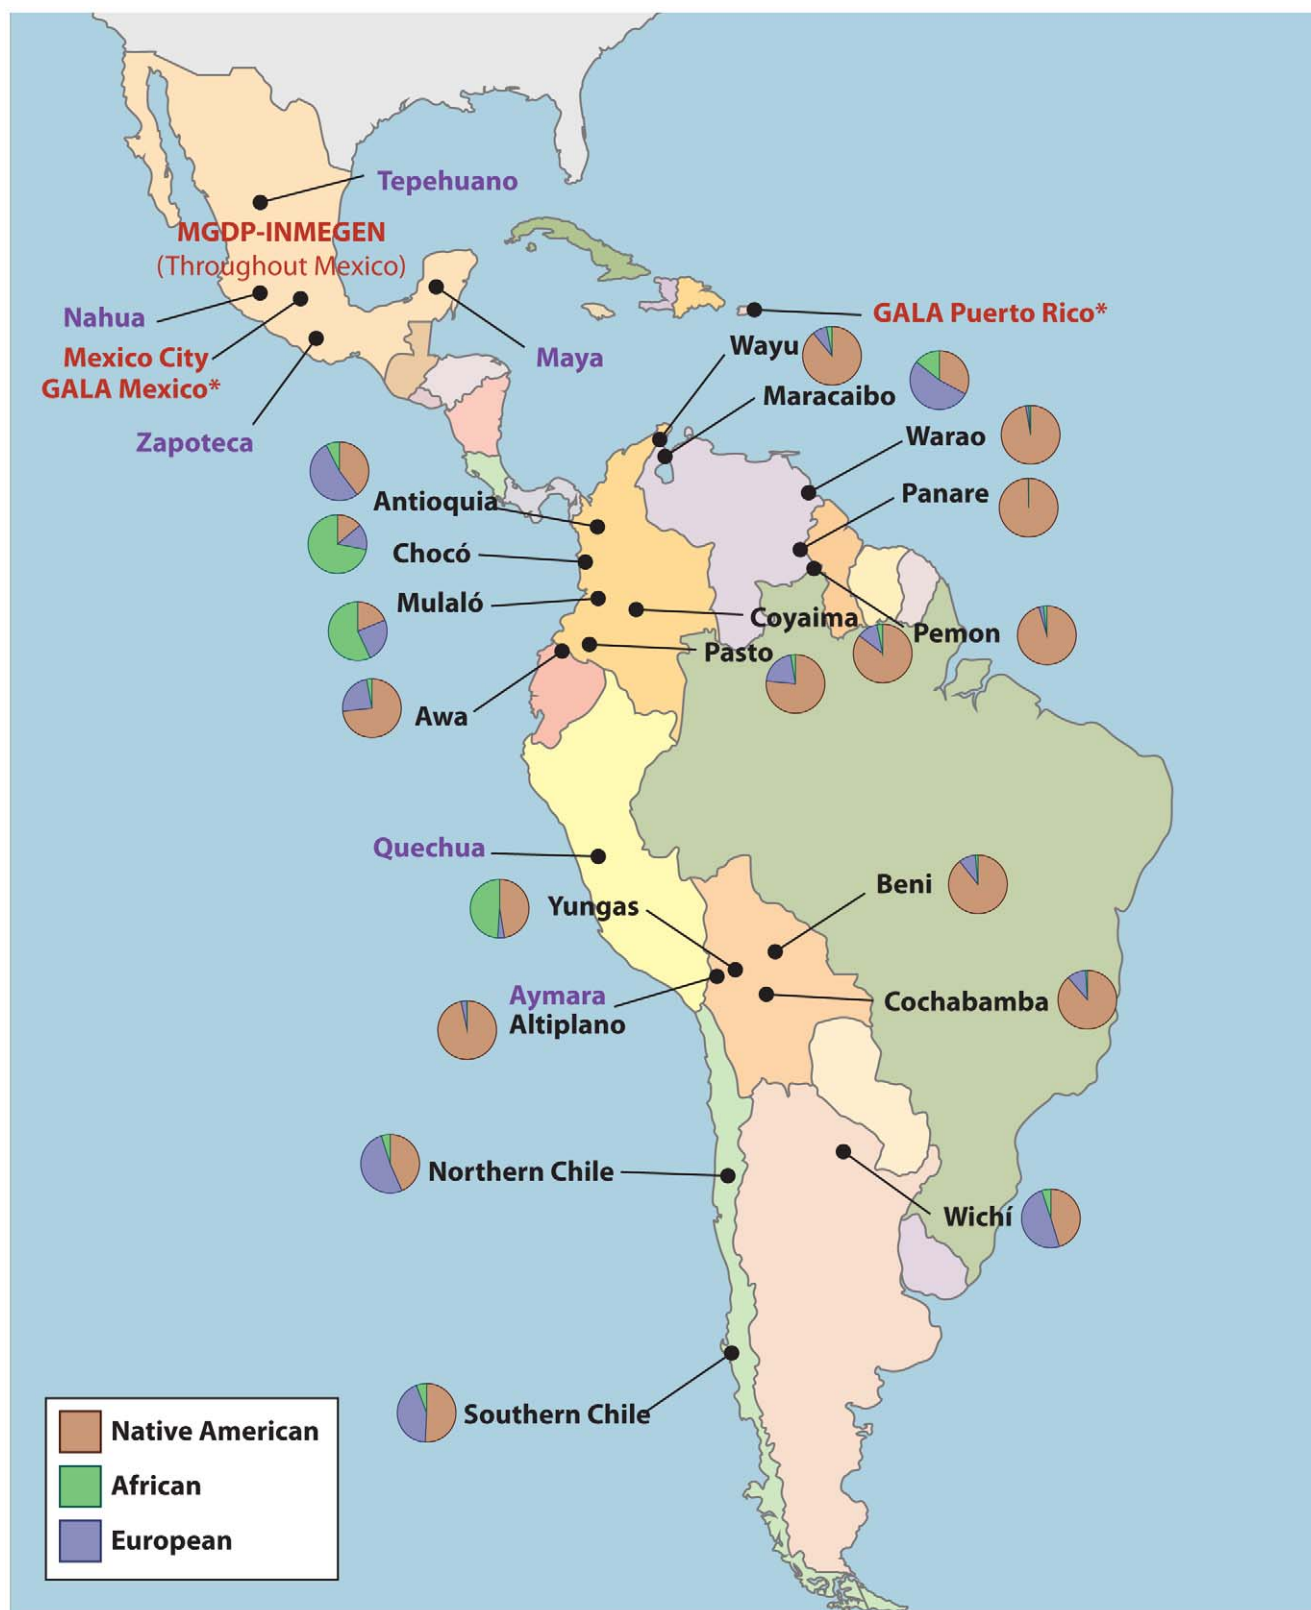 Tepehuano
MGDP-INMEGEN
(Throughout Mexico)
Nahua
Mexico City
GALA Mexico*
Zapoteca
Maya
GALA Puerto Rico*
Wayu
Maracaibo
Warao
Panare
Antioquia
Chocó
Mulaló
Coyaima
Pemon
Pasto
Awa
Quechua
Yungas
Beni
Aymara
Altiplano
Cochabamba
Northern Chile
Wichí
Southern Chile
Native American
African
European